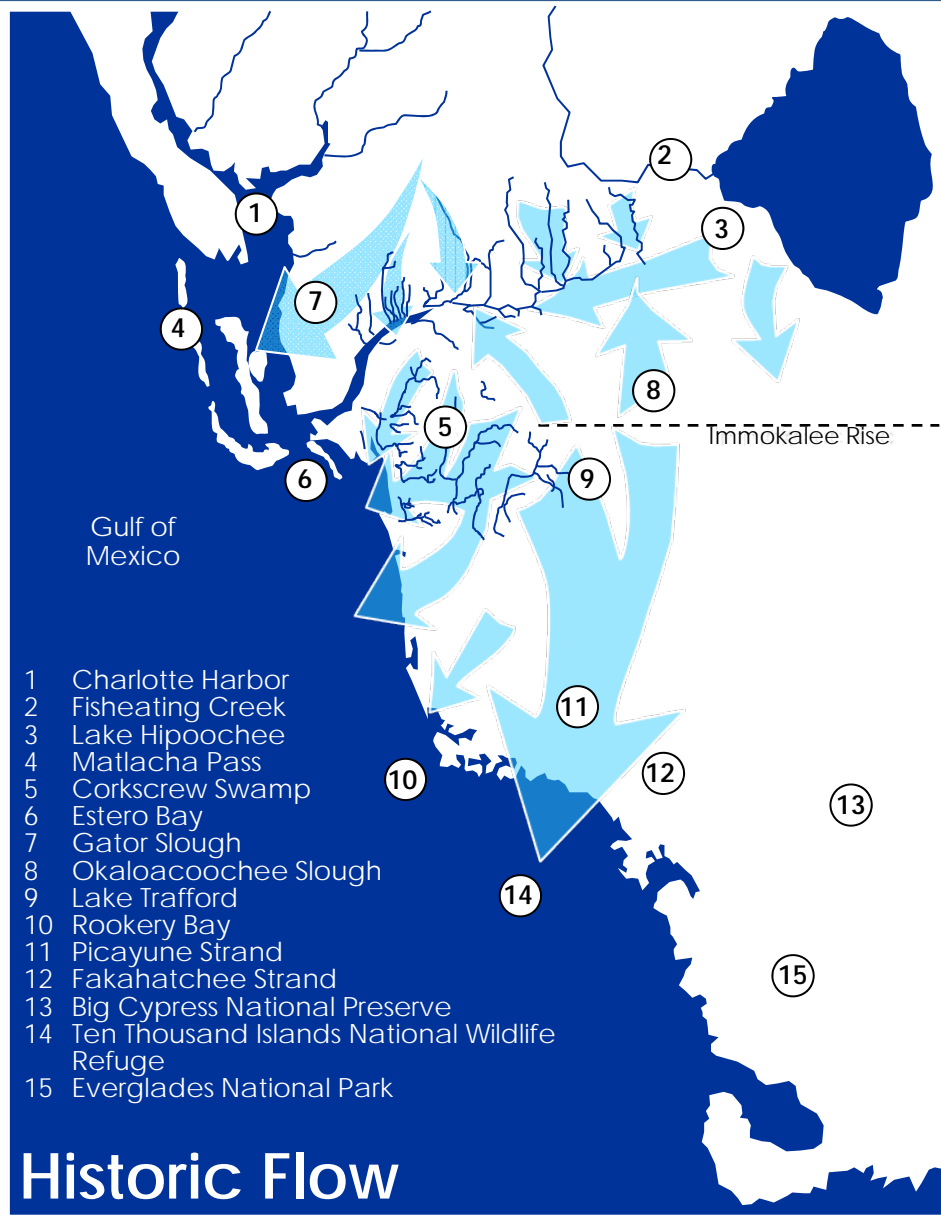 2
1
3
7
4
8
5
Immokalee Rise
6
9
Gulf of
Mexico
1 Charlotte Harbor
2 Fisheating Creek
3 Lake Hipoochee
4 Matlacha Pass
5 Corkscrew Swamp
6 Estero Bay
7 Gator Slough
8 Okaloacoochee Slough
9 Lake Trafford
10 Rookery Bay
11 Picayune Strand
12 Fakahatchee Strand
13 Big Cypress National Preserve
14 Ten Thousand Islands National Wildlife
Refuge
15 Everglades National Park
11
10
12
13
14
15
Historic Flow